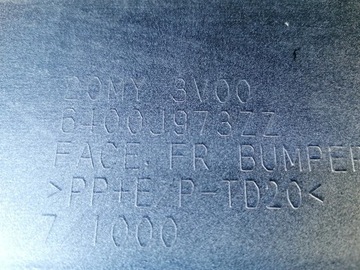 20MY 3V00
6400J973ZZ
FACE, FR BUMPER
>PP+E P-TD20<
7 1000